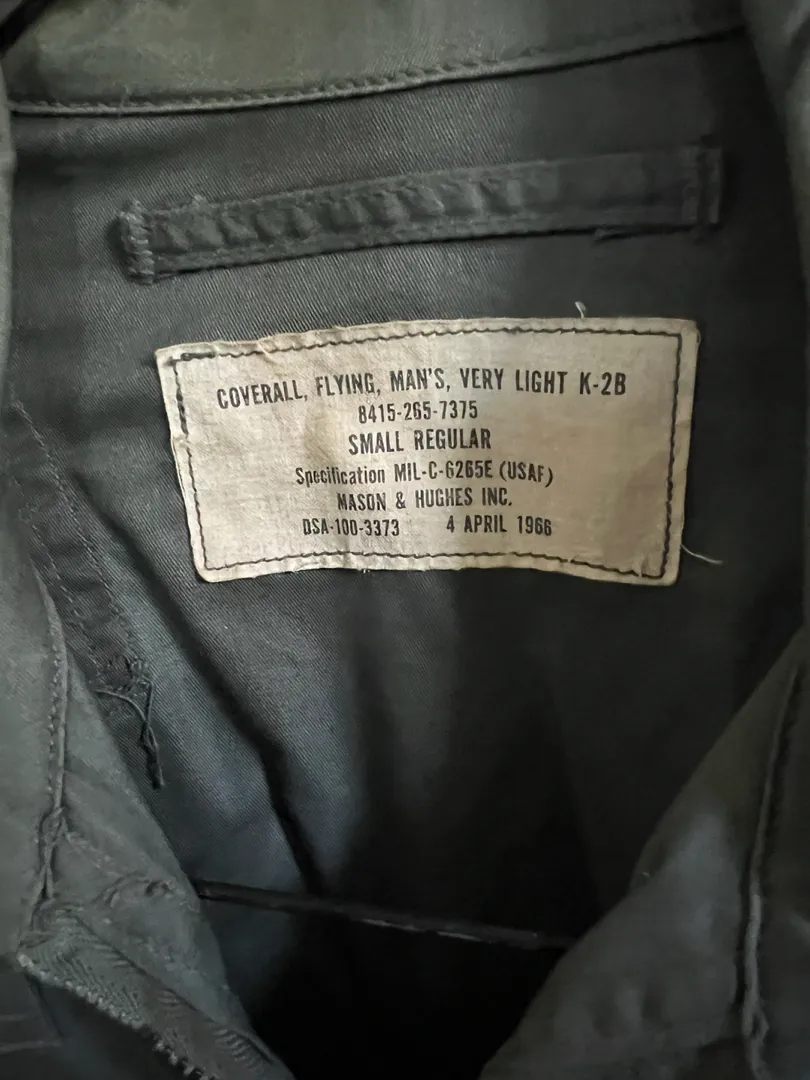 COVERALL, FLYING, MAN'S, VERY LIGHT K-2B
8415-265-7375
SMALL REGULAR
Specification MIL-C-6265E (USAF)
MASON & HUGHES INC.
DSA-100-3373 4 APRIL 1966